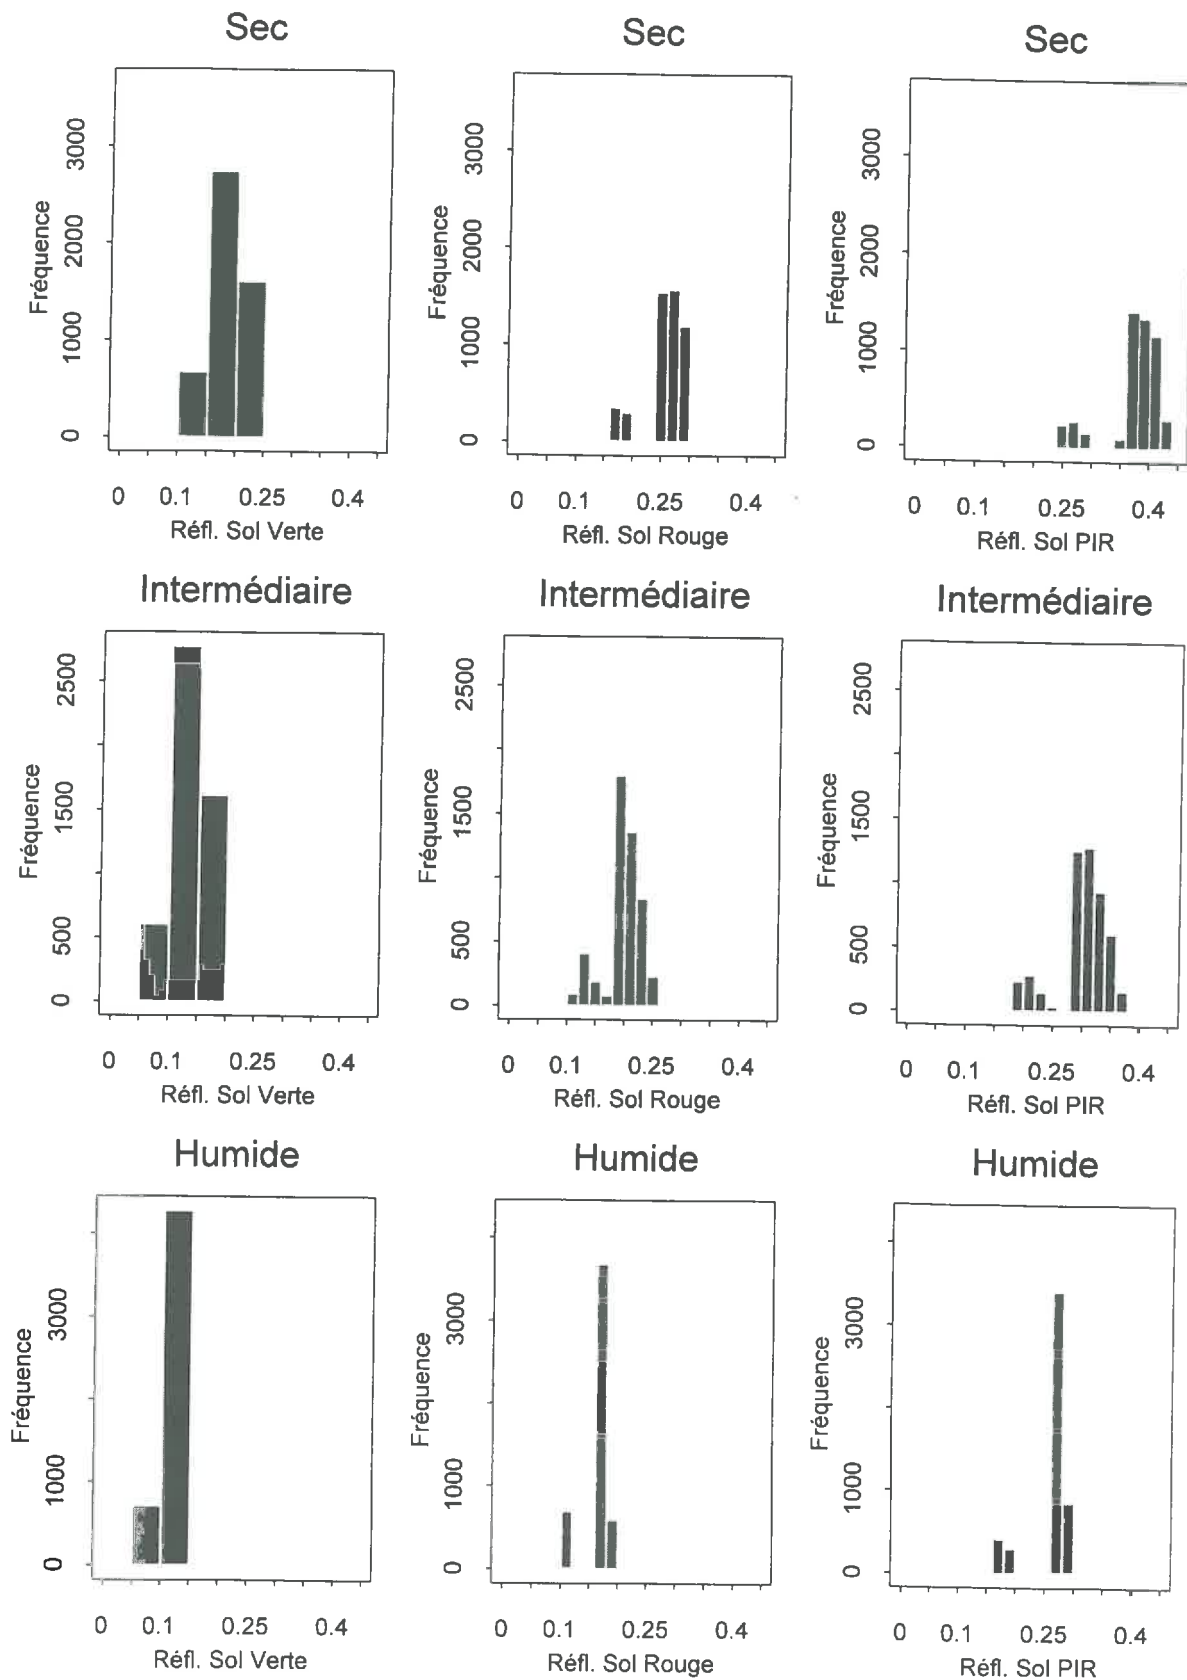 Sec
Sec
Sec
Fréquence
0 1000 2000 3000
0 0.1 0.25 0.4
Réfl. Sol Verte
Fréquence
0 1000 2000 3000
0 0.1 0.25 0.4
Réfl. Sol Rouge
Fréquence
0 1000 2000 3000
0 0.1 0.25 0.4
Réfl. Sol PIR
Intermédiaire
Intermédiaire
Intermédiaire
Fréquence
0 500 1500 2500
0 0.1 0.25 0.4
Réfl. Sol Verte
Fréquence
0 500 1500 2500
0 0.1 0.25 0.4
Réfl. Sol Rouge
Fréquence
0 500 1500 2500
0 0.1 0.25 0.4
Réfl. Sol PIR
Humide
Humide
Humide
Fréquence
0 1000 3000
0 0.1 0.25 0.4
Réfl. Sol Verte
Fréquence
0 1000 3000
0 0.1 0.25 0.4
Réfl. Sol Rouge
Fréquence
0 1000 3000
0 0.1 0.25 0.4
Réfl. Sol PIR